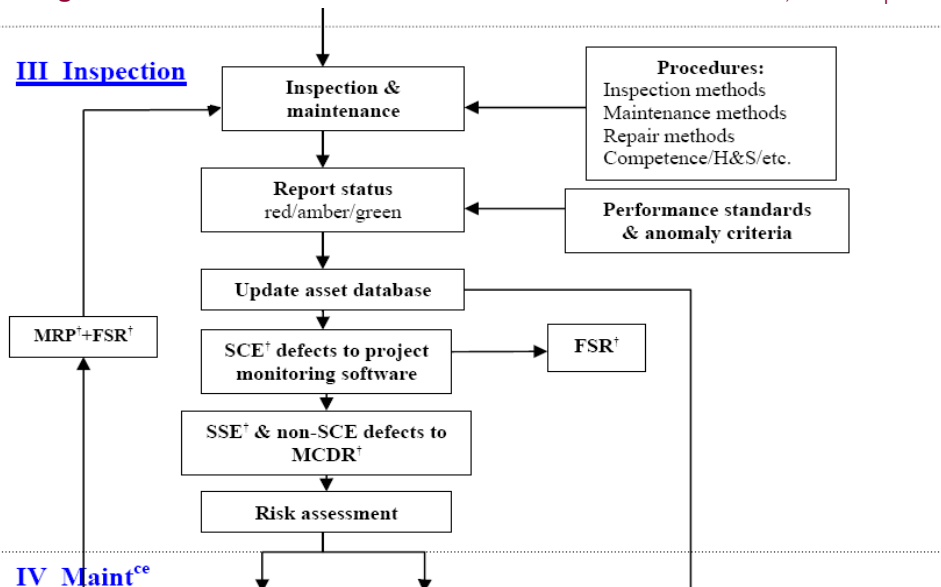 III Inspection
Inspection &
maintenance
Procedures:
Inspection methods
Maintenance methods
Repair methods
Competence/H&S/etc.
Report status
red/amber/green
Performance standards
& anomaly criteria
Update asset database
MRP†+FSR†
SCE† defects to project
monitoring software
FSR†
SSE† & non-SCE defects to
MCDR†
Risk assessment
IV Maintce